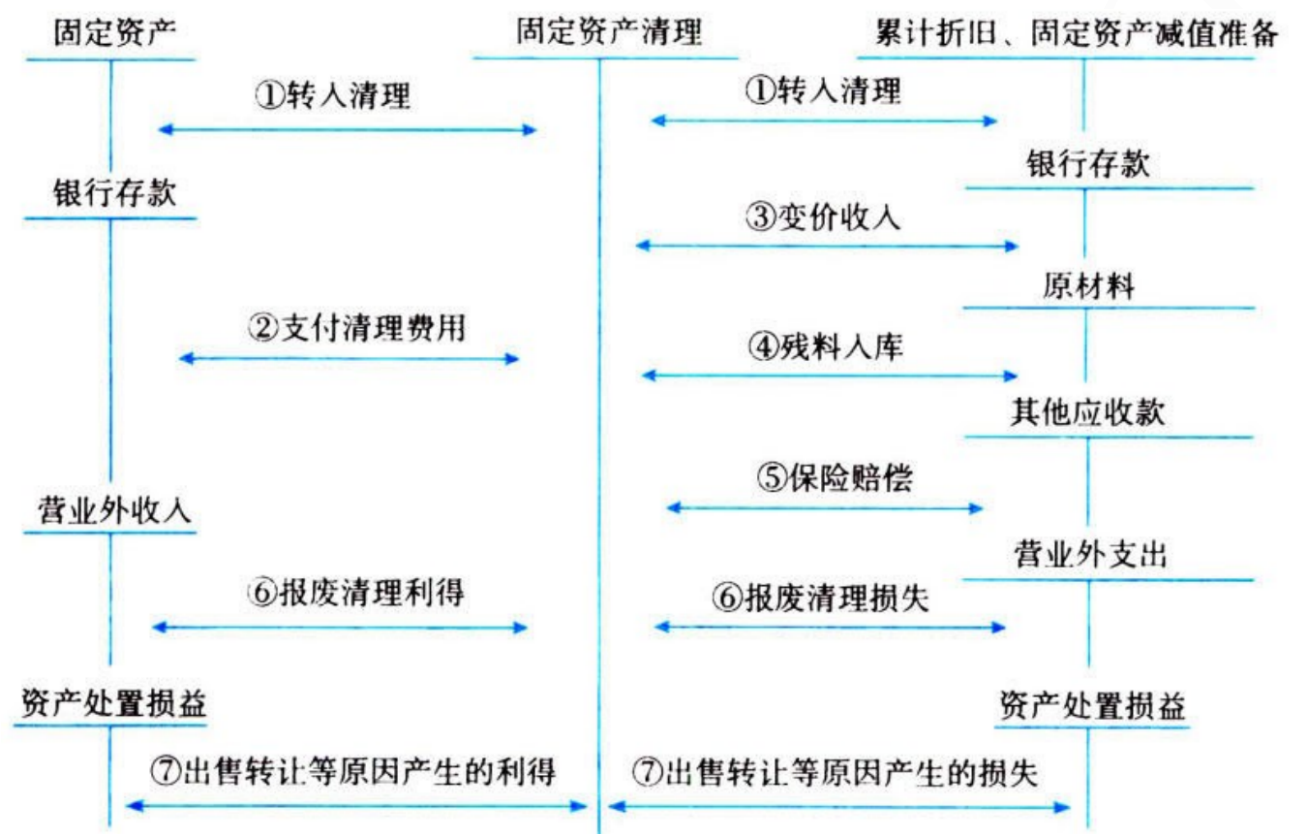 固定资产
固定资产清理
累计折旧、固定资产减值准备
①转入清理
①转入清理
银行存款
银行存款
③变价收入
原材料
②支付清理费用
④残料入库
其他应收款
⑤保险赔偿
营业外收入
营业外支出
⑥报废清理利得
⑥报废清理损失
资产处置损益
资产处置损益
⑦出售转让等原因产生的利得
⑦出售转让等原因产生的损失